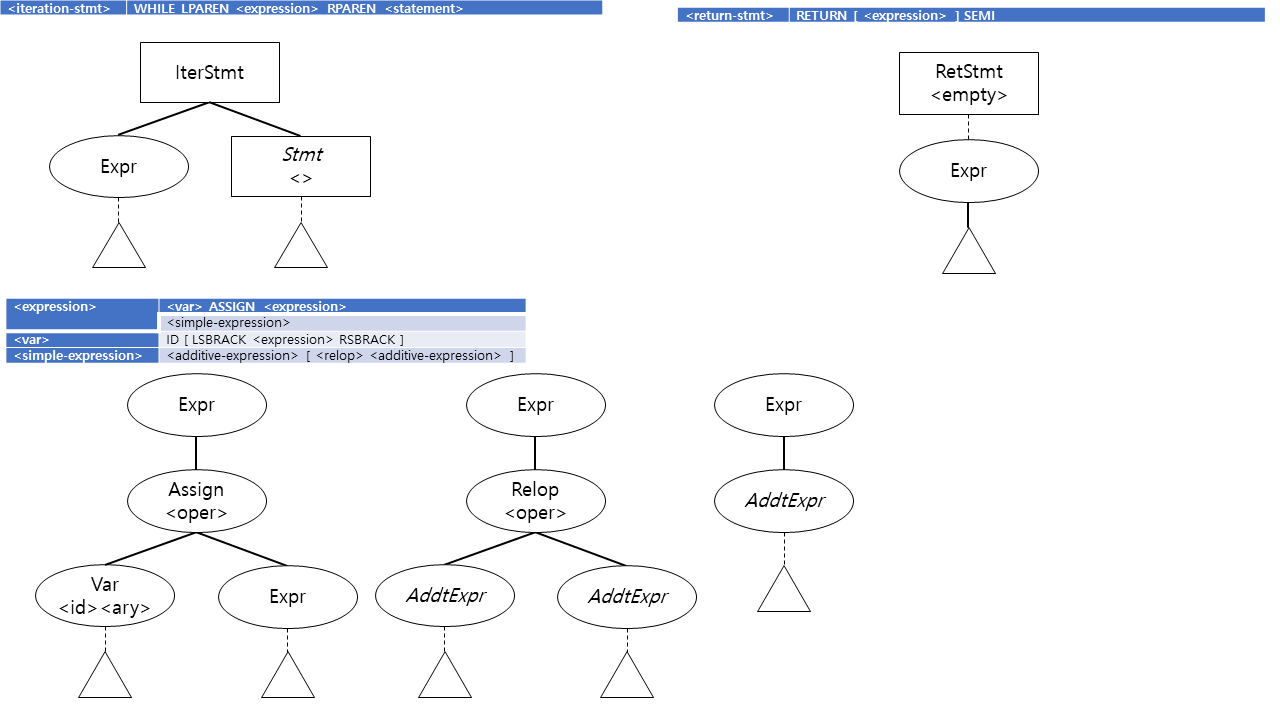 <iteration-stmt> WHILE LPAREN <expression> RPAREN <statement>
<return-stmt> RETURN [ <expression> ] SEMI
IterStmt
Expr
Stmt
<>
RetStmt
<empty>
Expr
<expression> <var> ASSIGN <expression>
<simple-expression>
<var> ID [ LSBRACK <expression> RSBRACK ]
<simple-expression> <additive-expression> [ <relop> <additive-expression> ]
Expr
Assign
<oper>
Var
<id><ary>
Expr
Expr
Relop
<oper>
AddtExpr
AddtExpr
Expr
AddtExpr